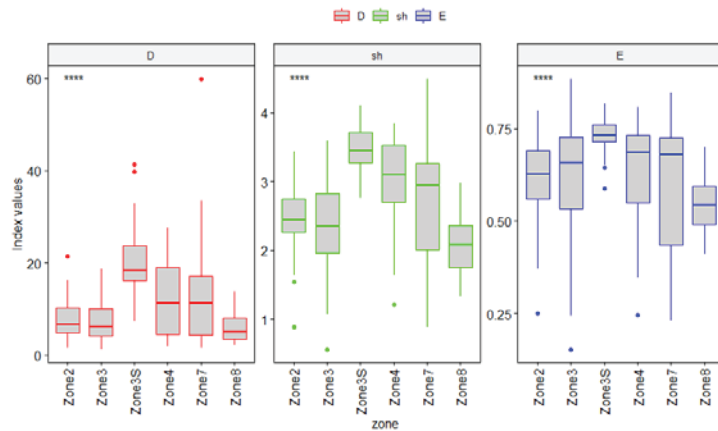 D sh E
D sh E
**** **** ****
Index values
60
40
20
0
4
3
2
1
0.75
0.50
0.25
Zone2 Zone3 Zone3S Zone4 Zone7 Zone8
Zone2 Zone3 Zone3S Zone4 Zone7 Zone8
Zone2 Zone3 Zone3S Zone4 Zone7 Zone8
zone